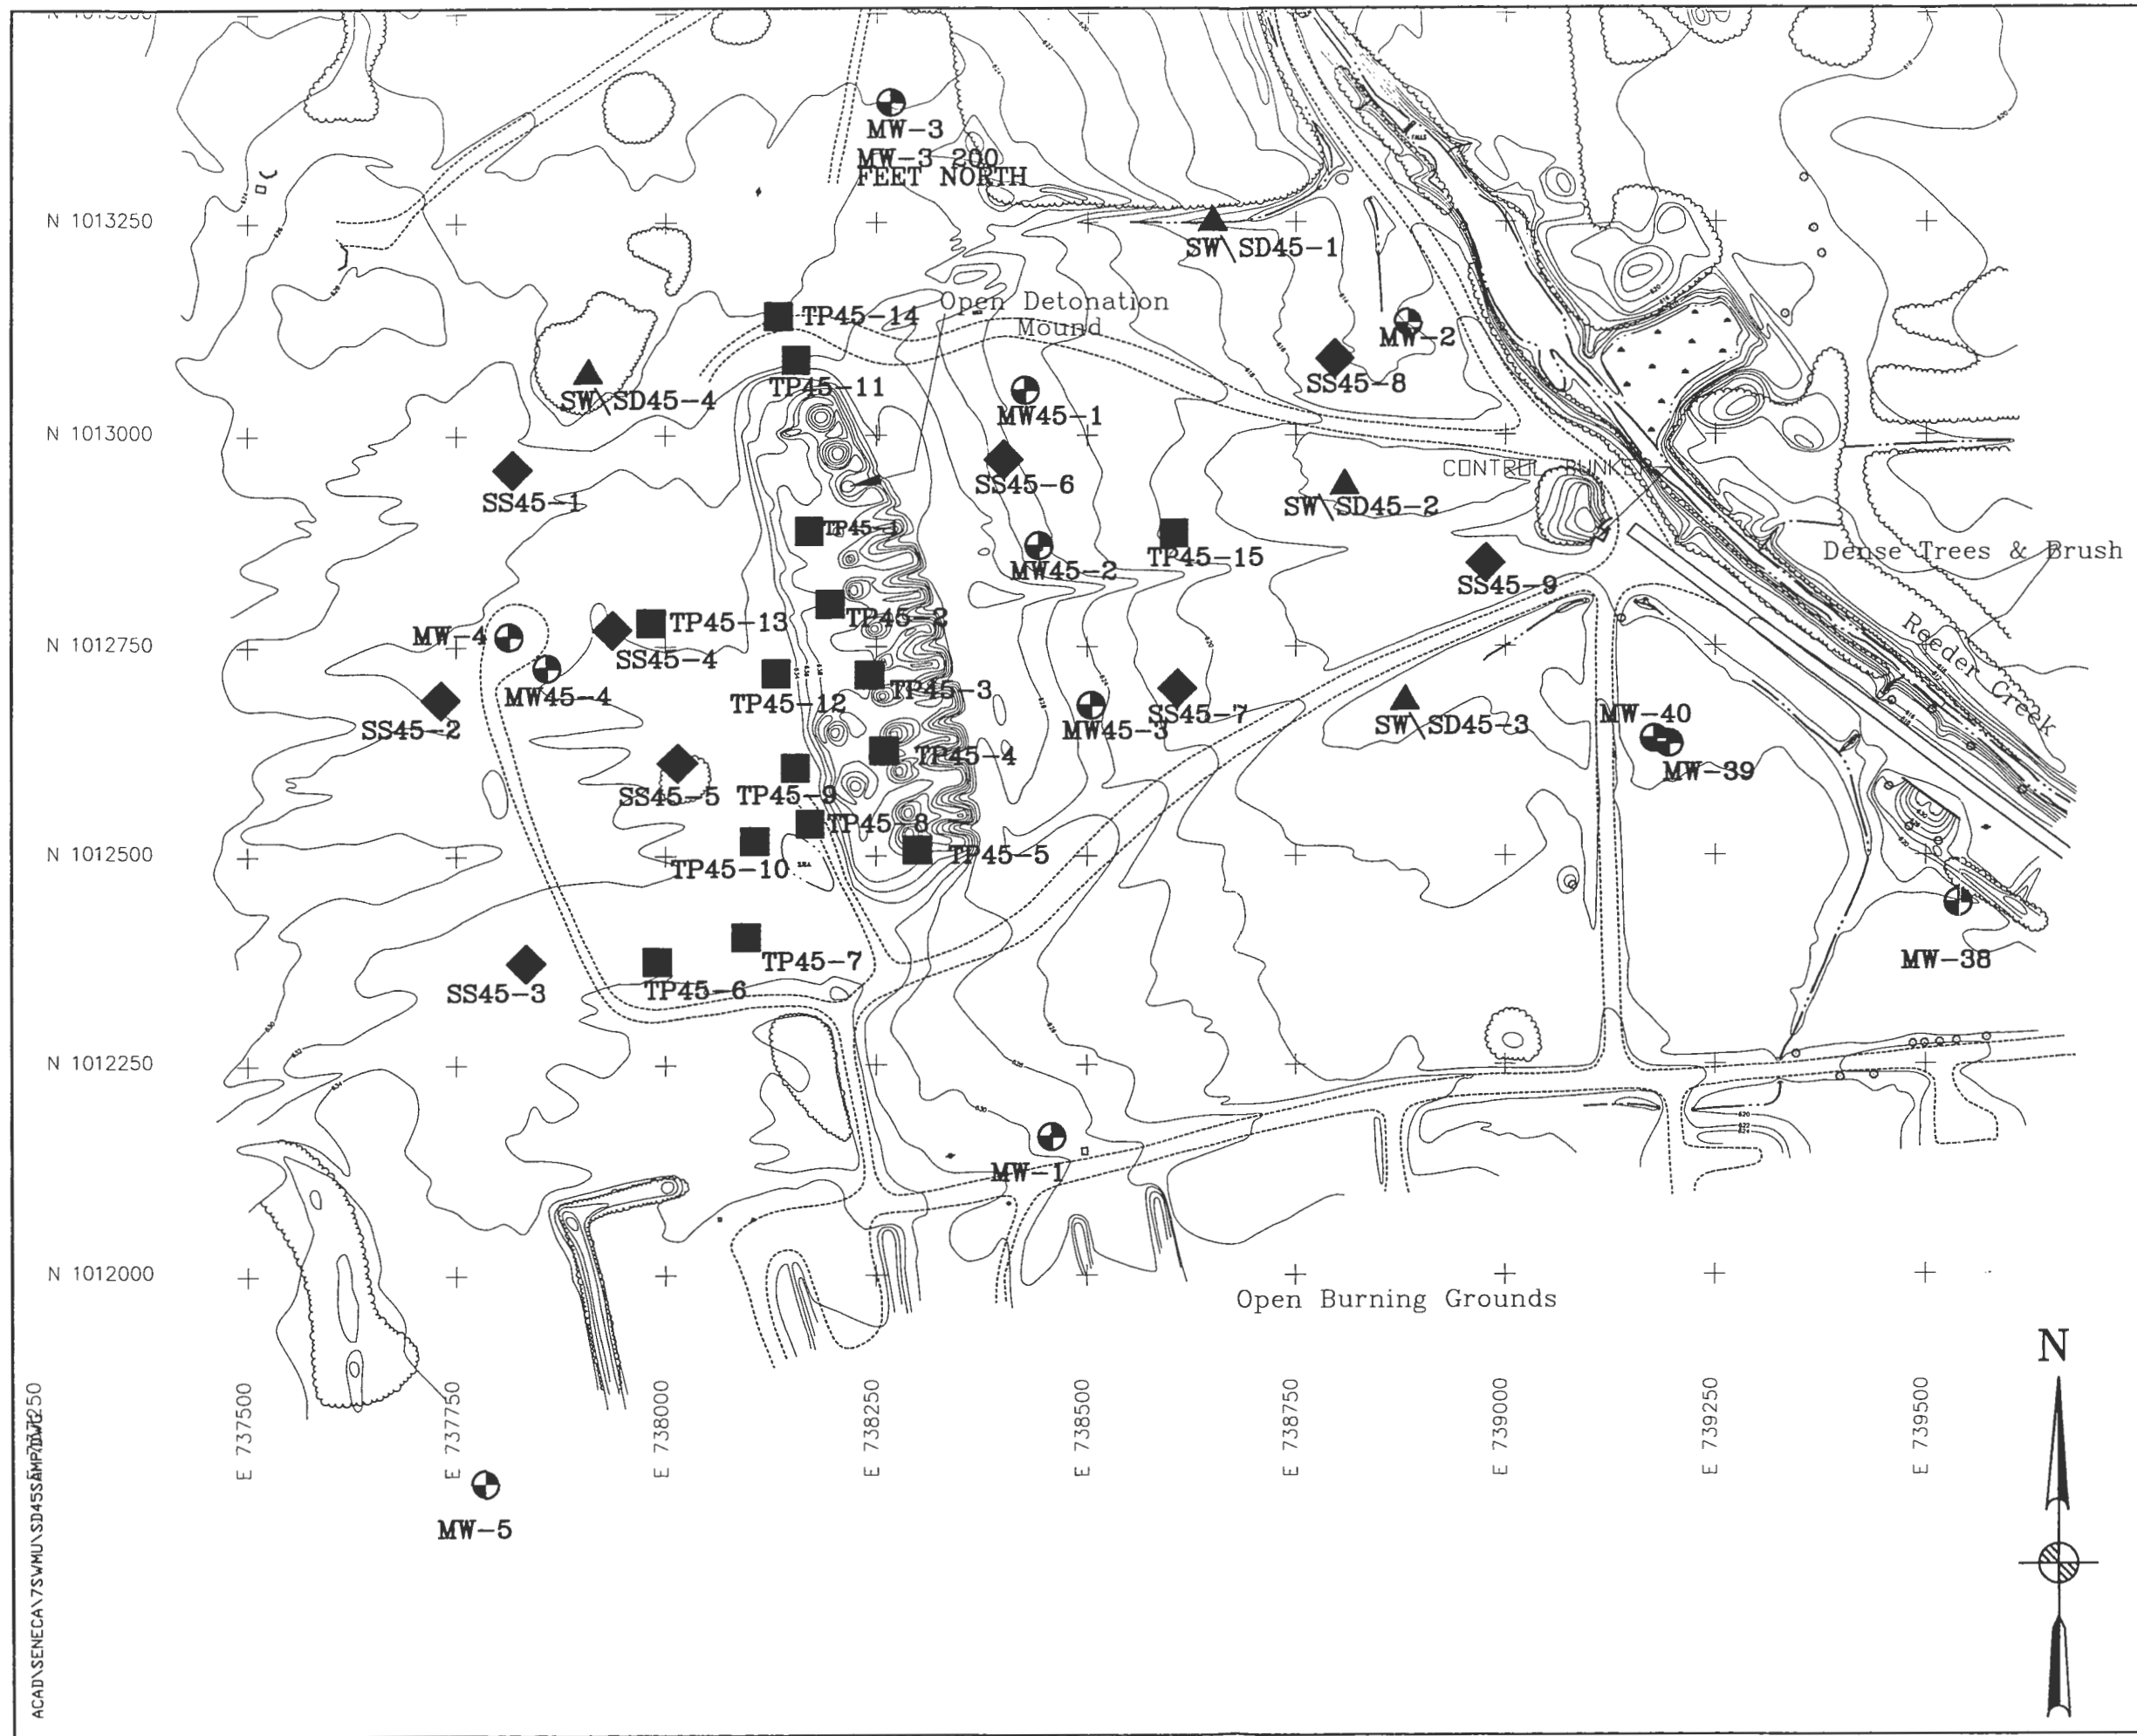 MW-3
MW-3 200
FEET NORTH
FALLS
N 1013250
SW\SD45-1
Open Detonation
Mound
TP45-14
MW-2
TP45-11
SS45-8
SW\SD45-4
MW45-1
N 1013000
CONTROL BUNKER
SS45-1
SS45-6
SW\SD45-2
TP45-1
Dense Trees & Brush
TP45-15
MW45-2
SS45-9
TP45-2
TP45-13
Reeder Creek
MW-4
N 1012750
SS45-4
TP45-3
MW45-4
TP45-12
SS45-7
MW-40
SS45-2
MW45-3
SW\SD45-3
TP45-4
MW-39
SS45-5
TP45-9
TP45-8
N 1012500
TP45-5
TP45-10
MW-38
TP45-7
SS45-3
TP45-6
N 1012250
MW-1
N 1012000
Open Burning Grounds
N
E 737500
E 737750
E 738000
E 738250
E 738500
E 738750
E 739000
E 739250
E 739500
MW-5